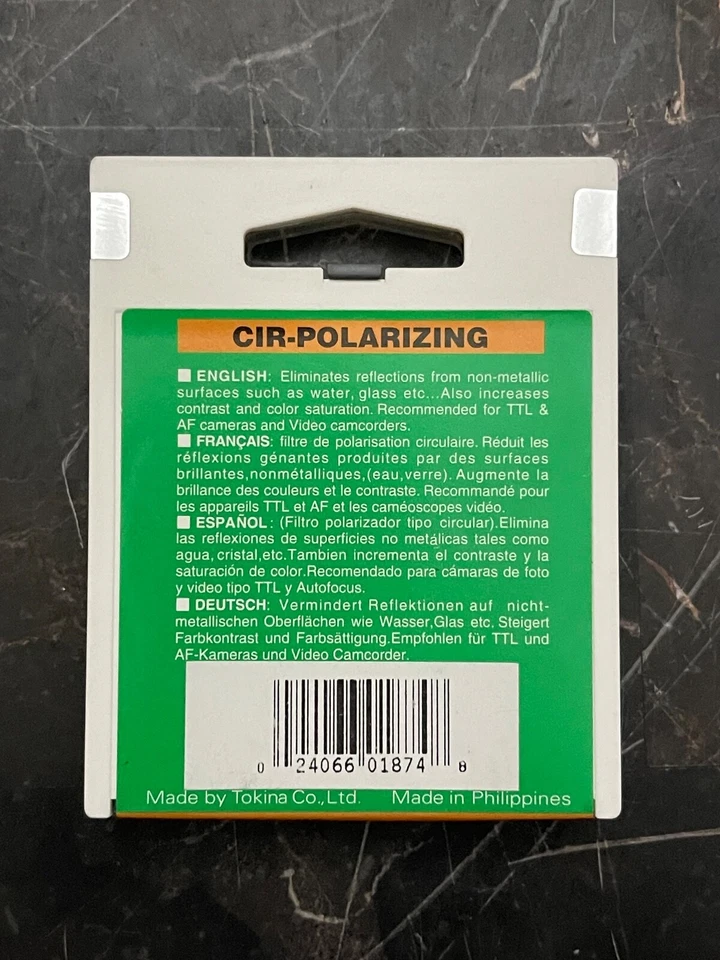 CIR-POLARIZING
ENGLISH: Eliminates reflections from non-metallic
surfaces such as water, glass etc...Also increases
contrast and color saturation. Recommended for TTL &
AF cameras and Video camcorders.
FRANÇAIS: filtre de polarisation circulaire. Réduit les
réflexions génantes produites par des surfaces
brillantes,nonmétalliques,(eau,verre). Augmente la
brillance des couleurs et le contraste. Recommandé pour
les appareils TTL et AF et les caméoscopes vidéo.
ESPAÑOL: (Filtro polarizador tipo circular).Elimina
las reflexiones de superficies no metálicas tales como
agua,cristal,etc.Tambien incrementa el contraste y la
saturación de color.Recomendado para cámaras de foto
y video tipo TTL y Autofocus.
DEUTSCH: Vermindert Reflektionen auf nicht-
metallischen Oberflächen wie Wasser,Glas etc. Steigert
Farbkontrast und Farbsättigung.Empfohlen für TTL und
AF-Kameras und Video Camcorder.
0 24066 01874 8
Made by Tokina Co.,Ltd. Made in Philippines